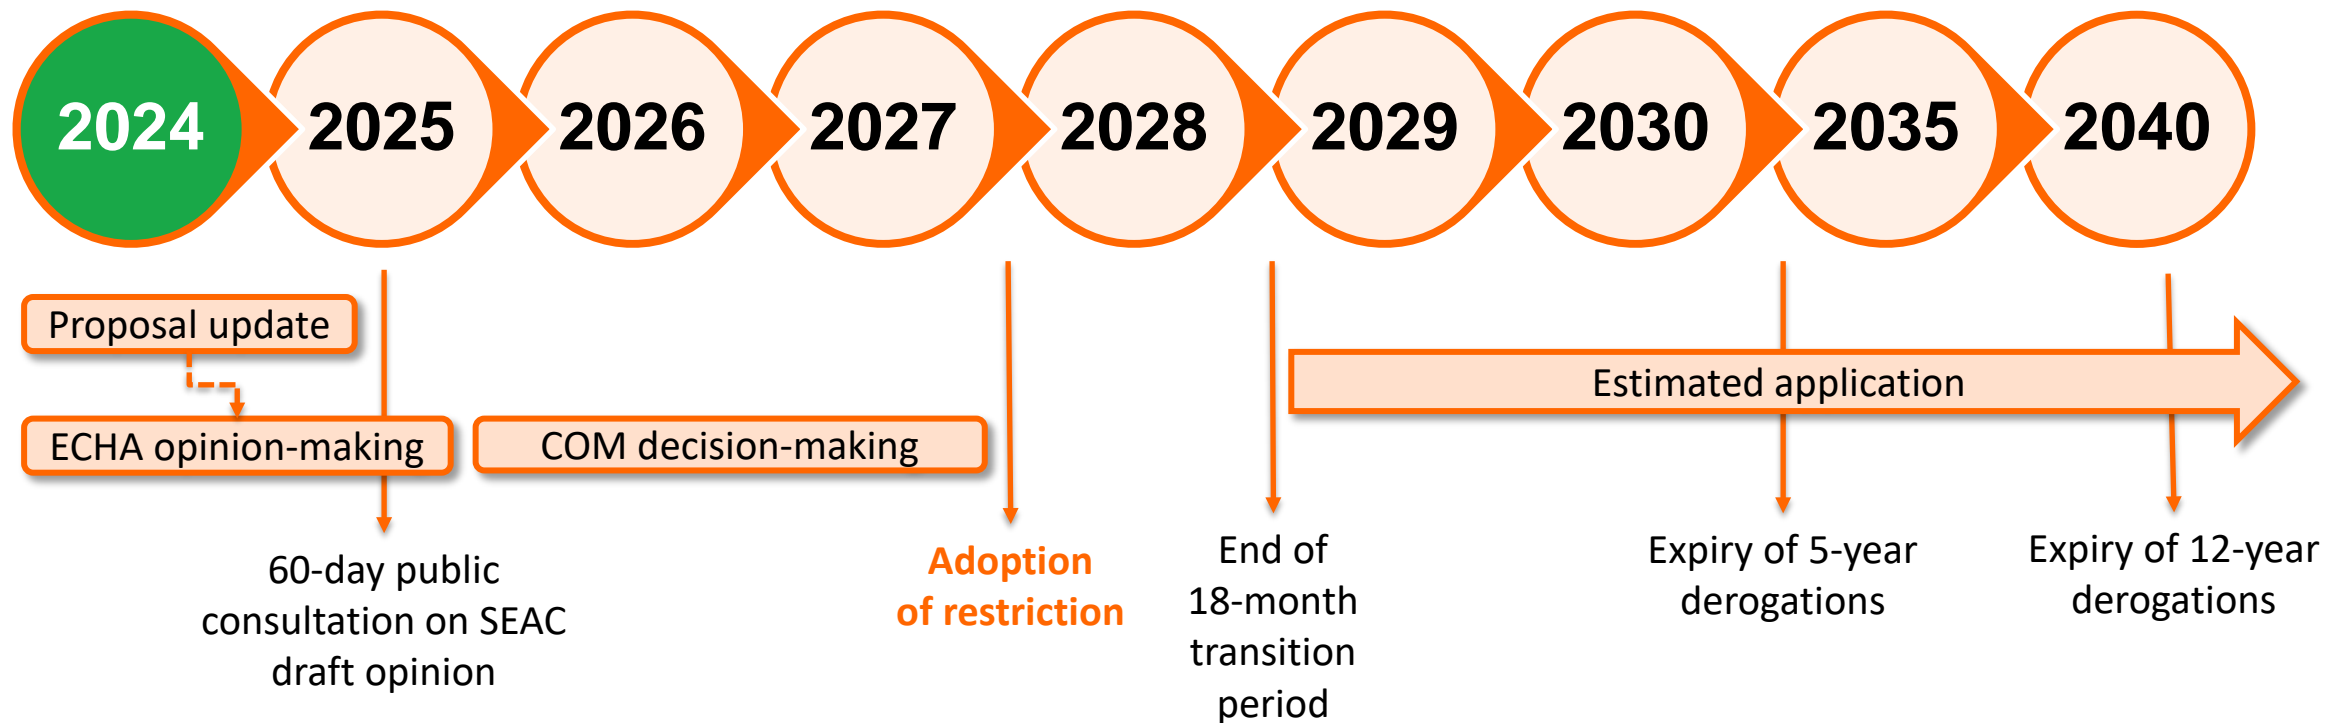 2024
2025
2026
2027
2028
2029
2030
2035
2040
Proposal update
ECHA opinion-making
COM decision-making
Estimated application
60-day public
consultation on SEAC
draft opinion
Adoption
of restriction
End of
18-month
transition
period
Expiry of 5-year
derogations
Expiry of 12-year
derogations